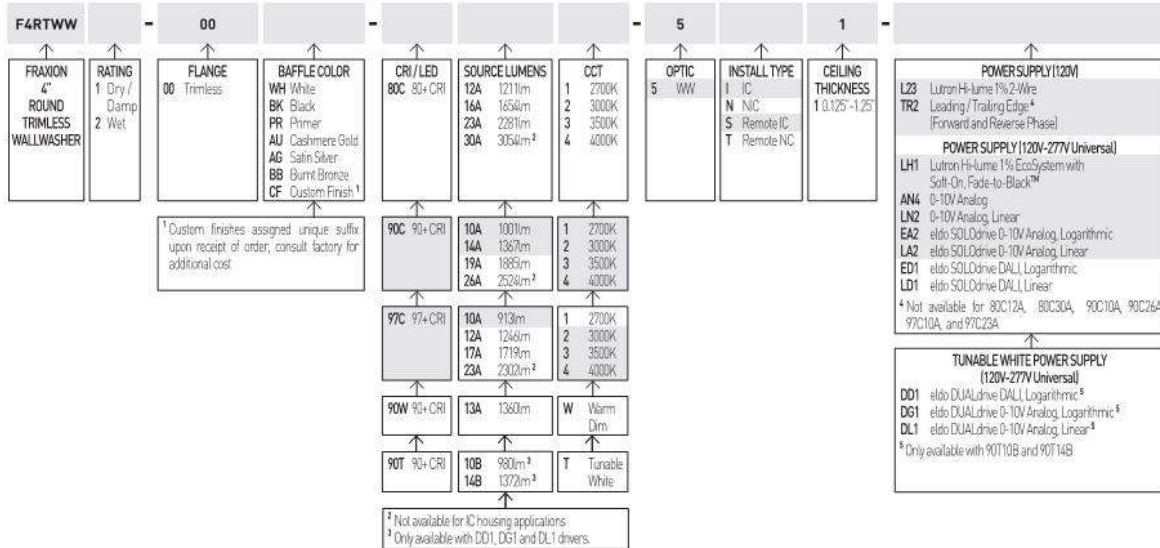 F4RTWW - 00 - - 5 1 -
FRAXION
4"
ROUND
TRIMLESS
WALLWASHER
RATING
1 Dry /
Damp
2 Wet
FLANGE
00 Trimless
BAFFLE COLOR
WH White
BK Black
PR Primer
AU Cashmere Gold
AG Satin Silver
BB Burnt Bronze
CF Custom Finish 1
1 Custom finishes assigned unique suffix
upon receipt of order, consult factory for
additional cost
CRI / LED
80C 80+ CRI
SOURCE LUMENS
12A 1211lm
16A 1654lm
23A 2281lm
30A 3054lm 2
CCT
1 2700K
2 3000K
3 3500K
4 4000K
90C 90+ CRI
10A 1001lm
14A 1367lm
19A 1885lm
26A 2524lm 2
1 2700K
2 3000K
3 3500K
4 4000K
97C 97+ CRI
10A 913lm
12A 1246lm
17A 1719lm
23A 2302lm 2
1 2700K
2 3000K
3 3500K
4 4000K
90W 90+ CRI
13A 1360lm
W Warm
Dim
90T 90+ CRI
10B 980lm 3
14B 1372lm 3
T Tunable
White
2 Not available for IC housing applications
3 Only available with DD1, DG1 and DL1 drivers.
OPTIC
5 WW
INSTALL TYPE
I IC
N NIC
S Remote IC
T Remote NC
CEILING
THICKNESS
1 0.125"-1.25"
POWER SUPPLY (120V)
L23 Lutron Hi-lume 1% 2-Wire
TR2 Leading / Trailing Edge 4
(Forward and Reverse Phase)
POWER SUPPLY (120V-277V Universal)
LH1 Lutron Hi-lume 1% EcoSystem with
Soft-On, Fade-to-Black™
AN4 0-10V Analog
LN2 0-10V Analog, Linear
EA2 eldo SOLOdrive 0-10V Analog, Logarithmic
LA2 eldo SOLOdrive 0-10V Analog, Linear
ED1 eldo SOLOdrive DALI, Logarithmic
LD1 eldo SOLOdrive DALI, Linear
4 Not available for 80C12A, 80C30A, 90C10A, 90C26A
97C10A, and 97C23A
TUNABLE WHITE POWER SUPPLY
(120V-277V Universal)
DD1 eldo DUALdrive DALI, Logarithmic 5
DG1 eldo DUALdrive 0-10V Analog, Logarithmic 5
DL1 eldo DUALdrive 0-10V Analog, Linear 5
5 Only available with 90T10B and 90T14B